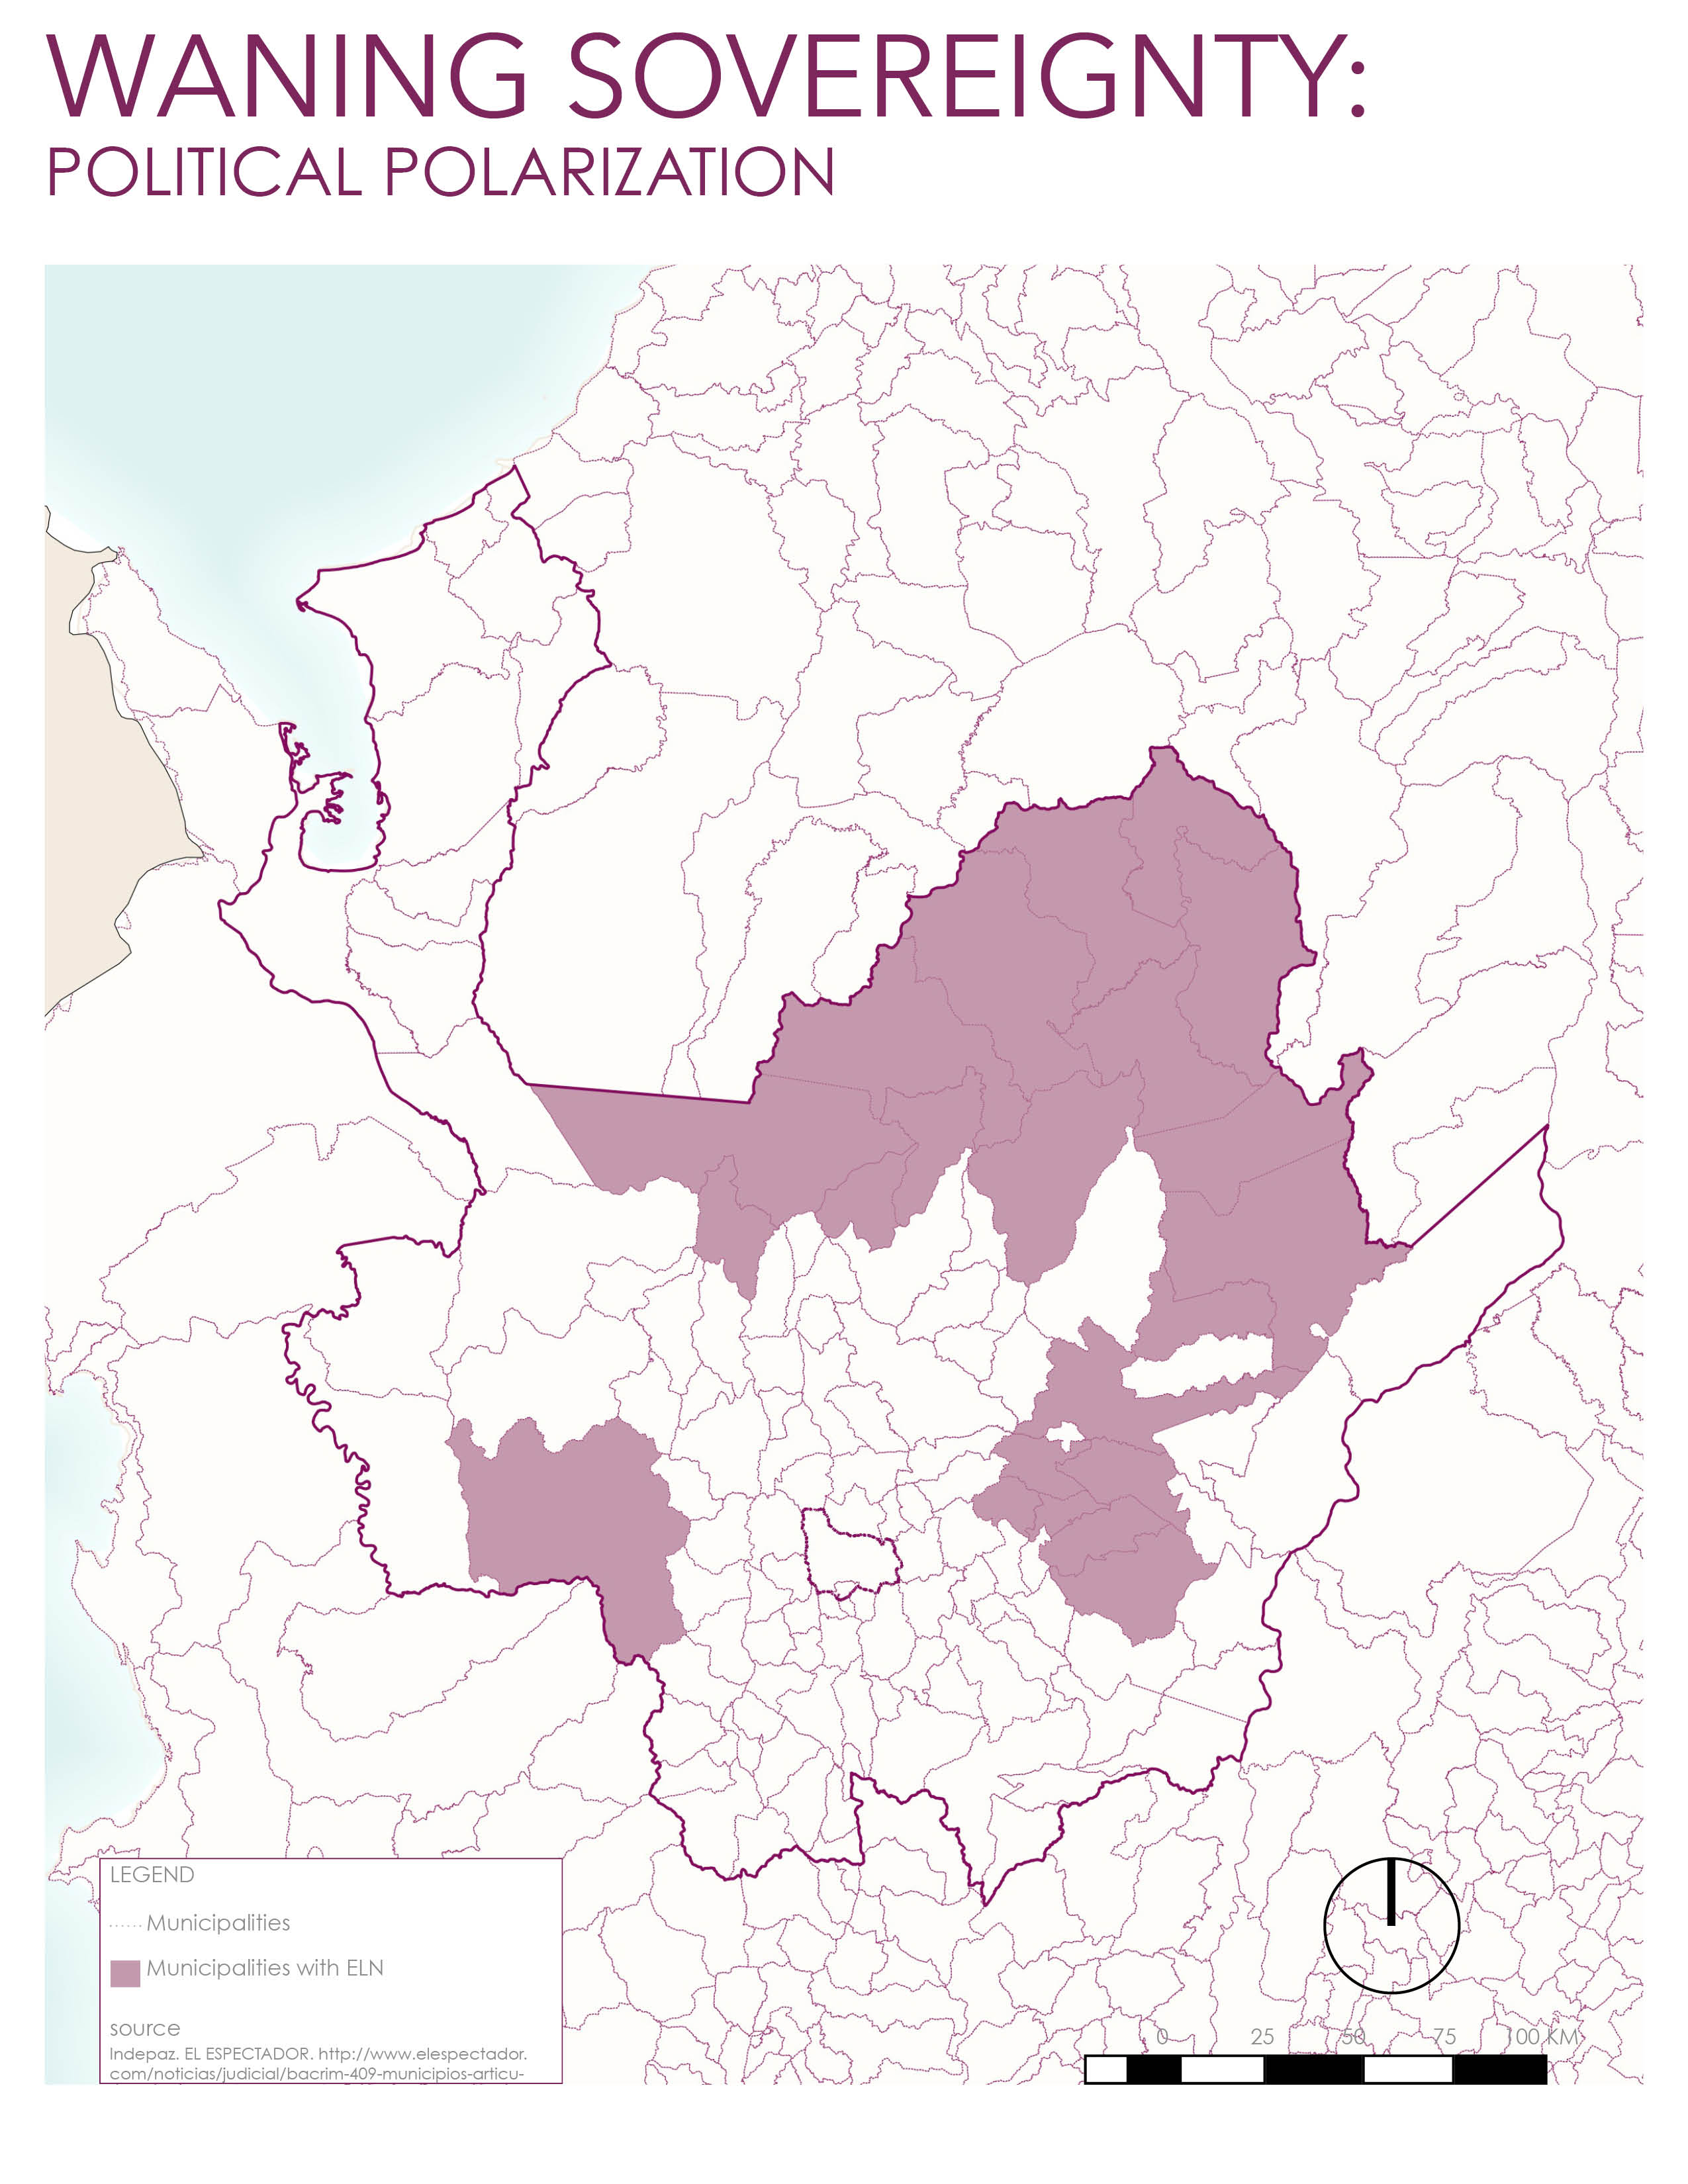 WANING SOVEREIGNTY:
POLITICAL POLARIZATION
LEGEND
Municipalities
Municipalities with ELN
source
Indepaz. EL ESPECTADOR. http://www.elespectador.
com/noticias/judicial/bacrim-409-municipios-articu-
0 25 50 75 100 KM